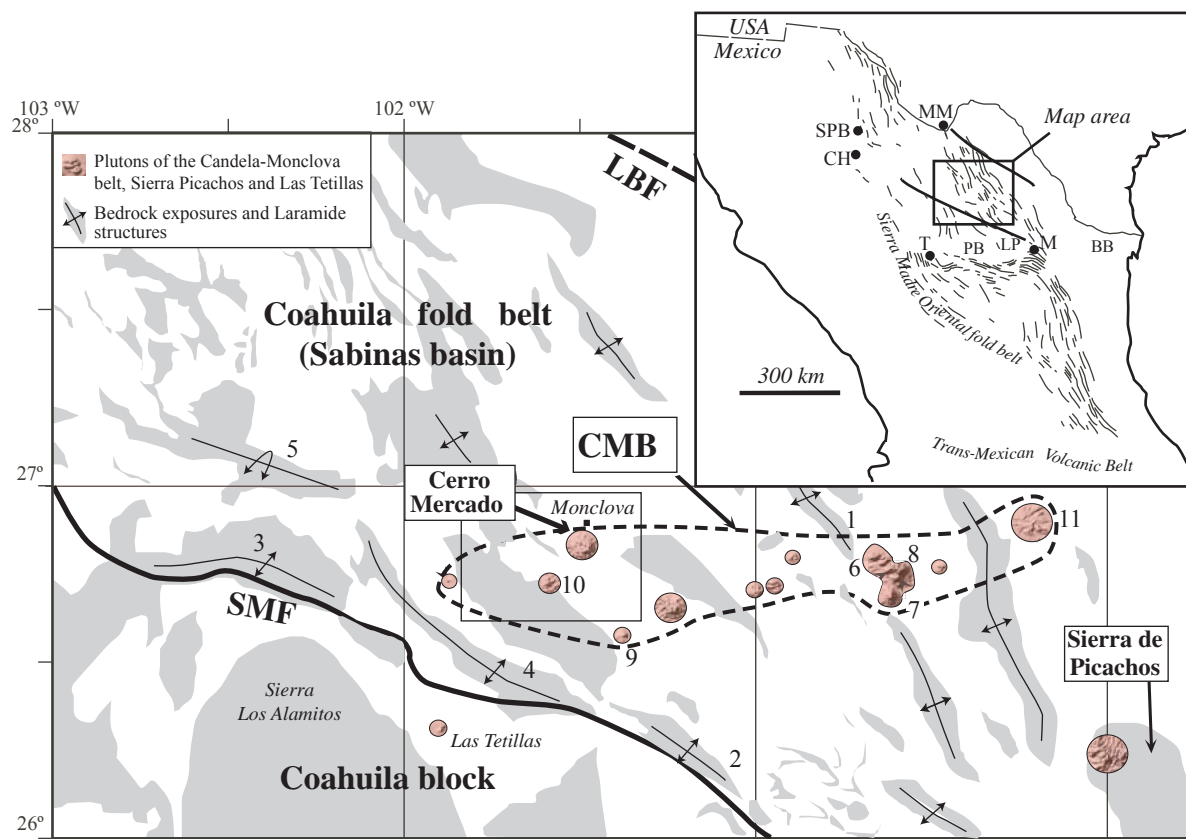 103 ºW
102 ºW
28º
27º
26º
Plutons of the Candela-Monclova
belt, Sierra Picachos and Las Tetillas
Bedrock exposures and Laramide
structures
LBF
Coahuila fold belt
(Sabinas basin)
5
CMB
Cerro
Mercado
Monclova
1
11
3
10
6
8
7
SMF
9
4
Sierra de
Picachos
Sierra
Los Alamitos
Las Tetillas
2
Coahuila block
USA
Mexico
MM
Map area
SPB
CH
T
PB
LP
M
BB
Sierra Madre Oriental fold belt
300 km
Trans-Mexican Volcanic Belt